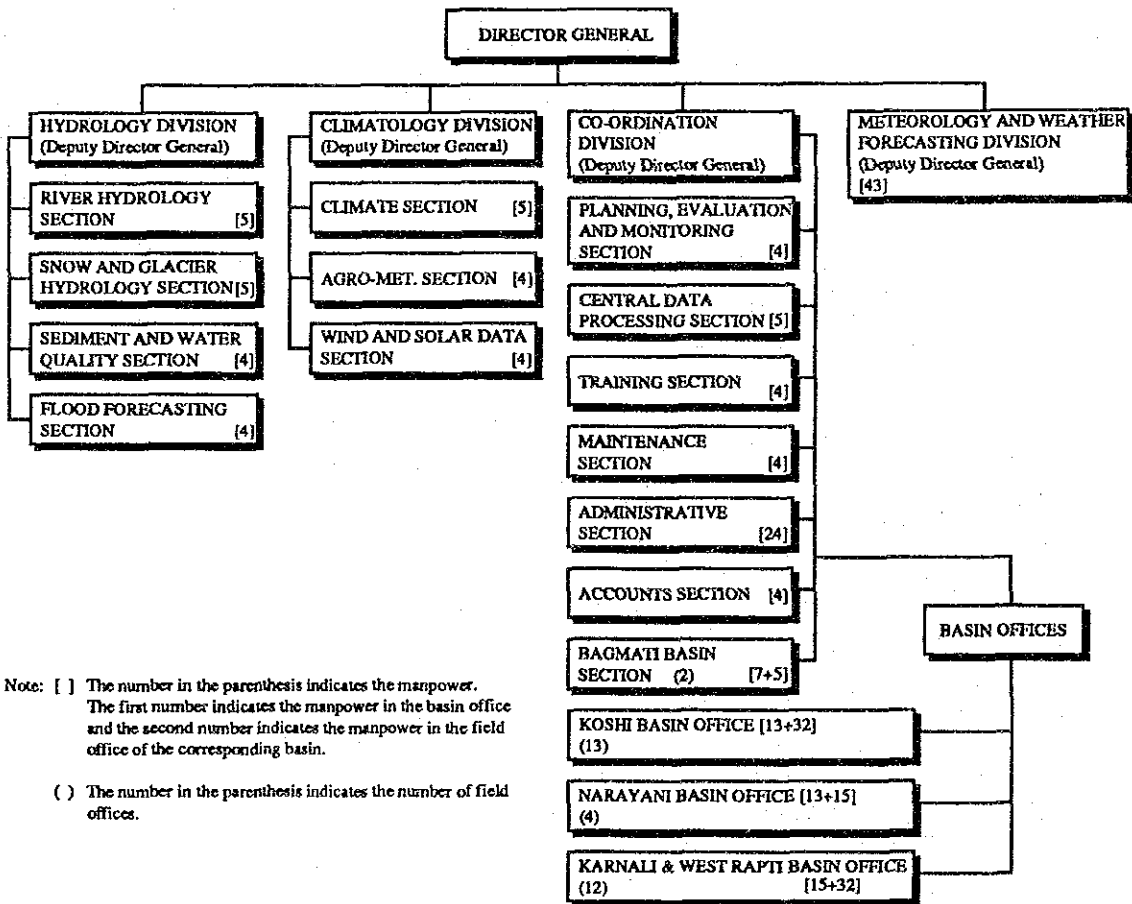 DIRECTOR GENERAL
HYDROLOGY DIVISION
(Deputy Director General)
RIVER HYDROLOGY
SECTION [5]
SNOW AND GLACIER
HYDROLOGY SECTION[5]
SEDIMENT AND WATER
QUALITY SECTION [4]
FLOOD FORECASTING
SECTION [4]
CLIMATOLOGY DIVISION
(Deputy Director General)
CLIMATE SECTION [5]
AGRO-MET. SECTION [4]
WIND AND SOLAR DATA
SECTION [4]
CO-ORDINATION
DIVISION
(Deputy Director General)
PLANNING, EVALUATION
AND MONITORING
SECTION [4]
CENTRAL DATA
PROCESSING SECTION [5]
TRAINING SECTION [4]
MAINTENANCE
SECTION [4]
ADMINISTRATIVE
SECTION [24]
ACCOUNTS SECTION [4]
BAGMATI BASIN
SECTION (2) [7+5]
METEOROLOGY AND WEATHER
FORECASTING DIVISION
(Deputy Director General)
[43]
BASIN OFFICES
KOSHI BASIN OFFICE [13+32]
(13)
NARAYANI BASIN OFFICE [13+15]
(4)
KARNALI & WEST RAPTI BASIN OFFICE
(12) [15+32]
Note: [ ] The number in the parenthesis indicates the manpower.
The first number indicates the manpower in the basin office
and the second number indicates the manpower in the field
office of the corresponding basin.
( ) The number in the parenthesis indicates the number of field
offices.